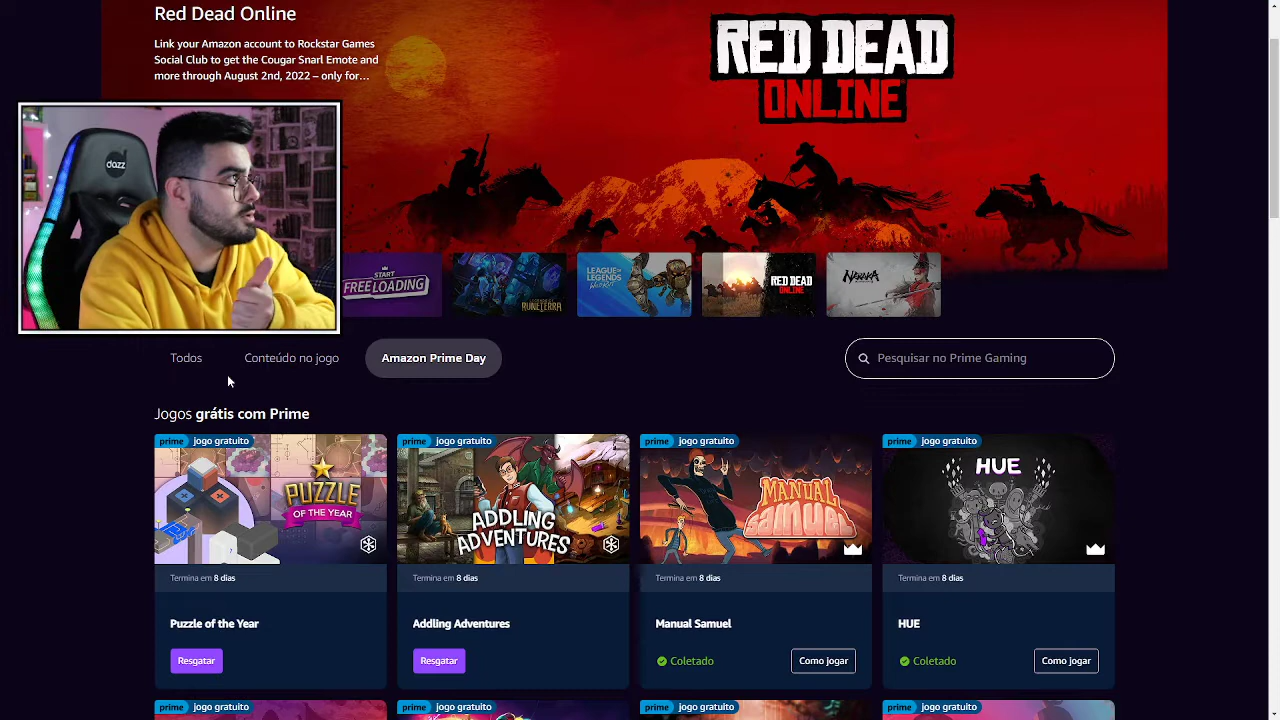 Red Dead Online
Link your Amazon account to Rockstar Games
Social Club to get the Cougar Snarl Emote and
more through August 2nd, 2022 – only for...
RED DEAD
ONLINE
dazz
START
FREELOADING
LEGENDS OF
RUNETERRA
LEAGUE OF
LEGENDS
WILD RIFT
RED DEAD
ONLINE
NARAKA
Todos
Conteúdo no jogo
Amazon Prime Day
Pesquisar no Prime Gaming
Jogos grátis com Prime
prime jogo gratuito
PUZZLE
OF THE YEAR
Termina em 8 dias
Puzzle of the Year
Resgatar
prime jogo gratuito
ADDLING
ADVENTURES
Termina em 8 dias
Addling Adventures
Resgatar
prime jogo gratuito
MANUAL
SAMUEL
Termina em 8 dias
Manual Samuel
Coletado
Como jogar
prime jogo gratuito
HUE
Termina em 8 dias
HUE
Coletado
Como jogar
prime jogo gratuito
prime jogo gratuito
prime jogo gratuito
prime jogo gratuito